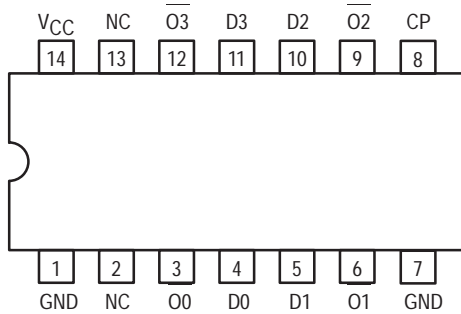 VCC NC O3 D3 D2 O2 CP
14 13 12 11 10 9 8
1 2 3 4 5 6 7
GND NC O0 D0 D1 O1 GND